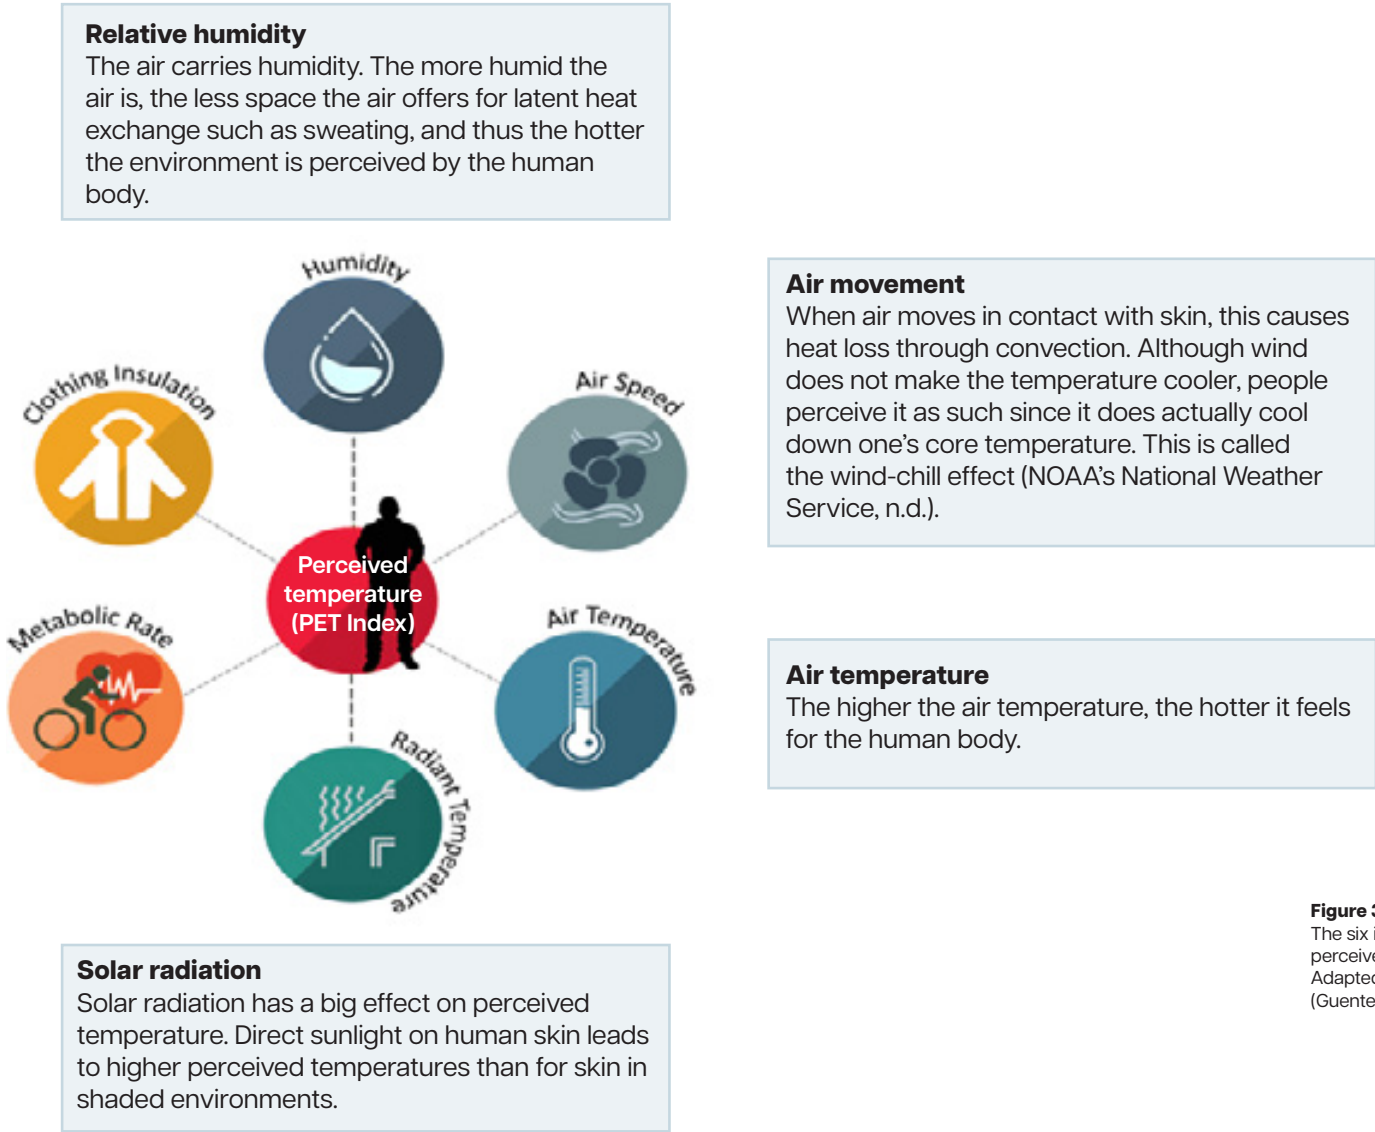 Relative humidity
The air carries humidity. The more humid the
air is, the less space the air offers for latent heat
exchange such as sweating, and thus the hotter
the environment is perceived by the human
body.
Humidity
Clothing Insulation
Air Speed
Perceived
temperature
(PET Index)
Metabolic Rate
Air Temperature
Radiant Temperature
Air movement
When air moves in contact with skin, this causes
heat loss through convection. Although wind
does not make the temperature cooler, people
perceive it as such since it does actually cool
down one’s core temperature. This is called
the wind-chill effect (NOAA’s National Weather
Service, n.d.).
Air temperature
The higher the air temperature, the hotter it feels
for the human body.
Solar radiation
Solar radiation has a big effect on perceived
temperature. Direct sunlight on human skin leads
to higher perceived temperatures than for skin in
shaded environments.
Figure 3
The six
perceive
Adapted
(Guente